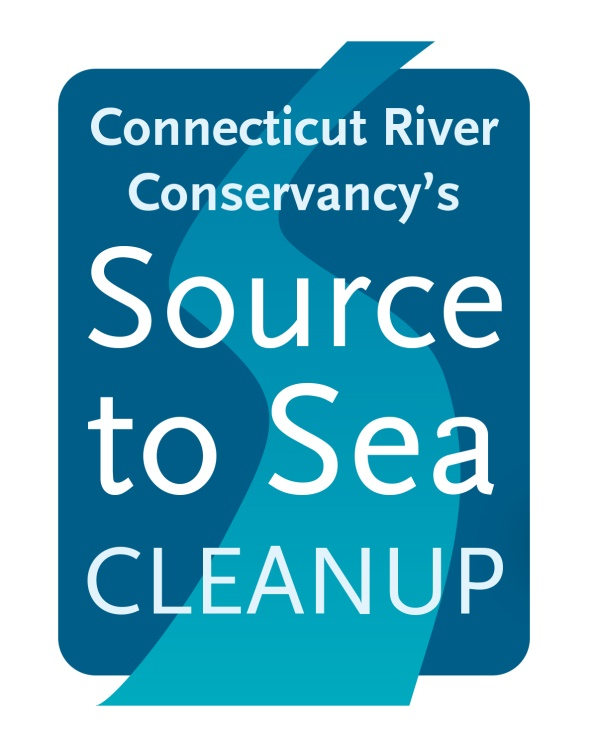 Connecticut River
Conservancy’s
Source
to Sea
CLEANUP